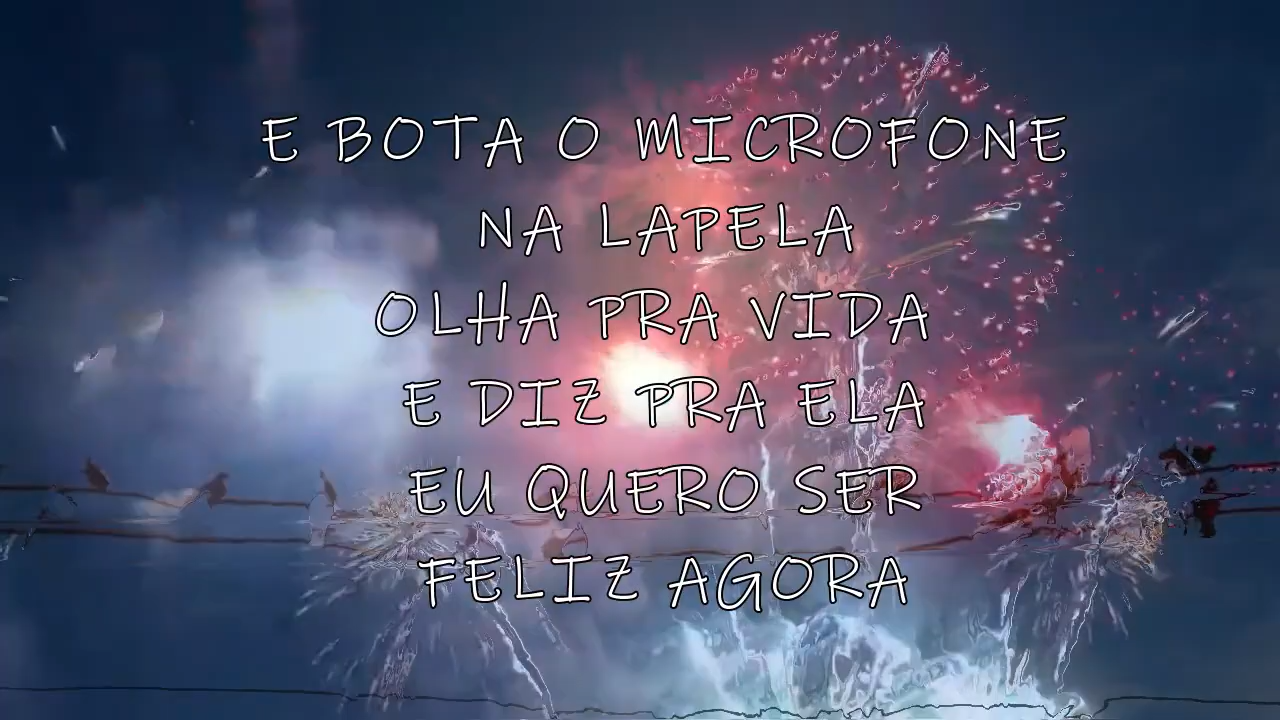 E BOTA O MICROFONE
NA LAPELA
OLHA PRA VIDA
E DIZ PRA ELA
EU QUERO SER
FELIZ AGORA